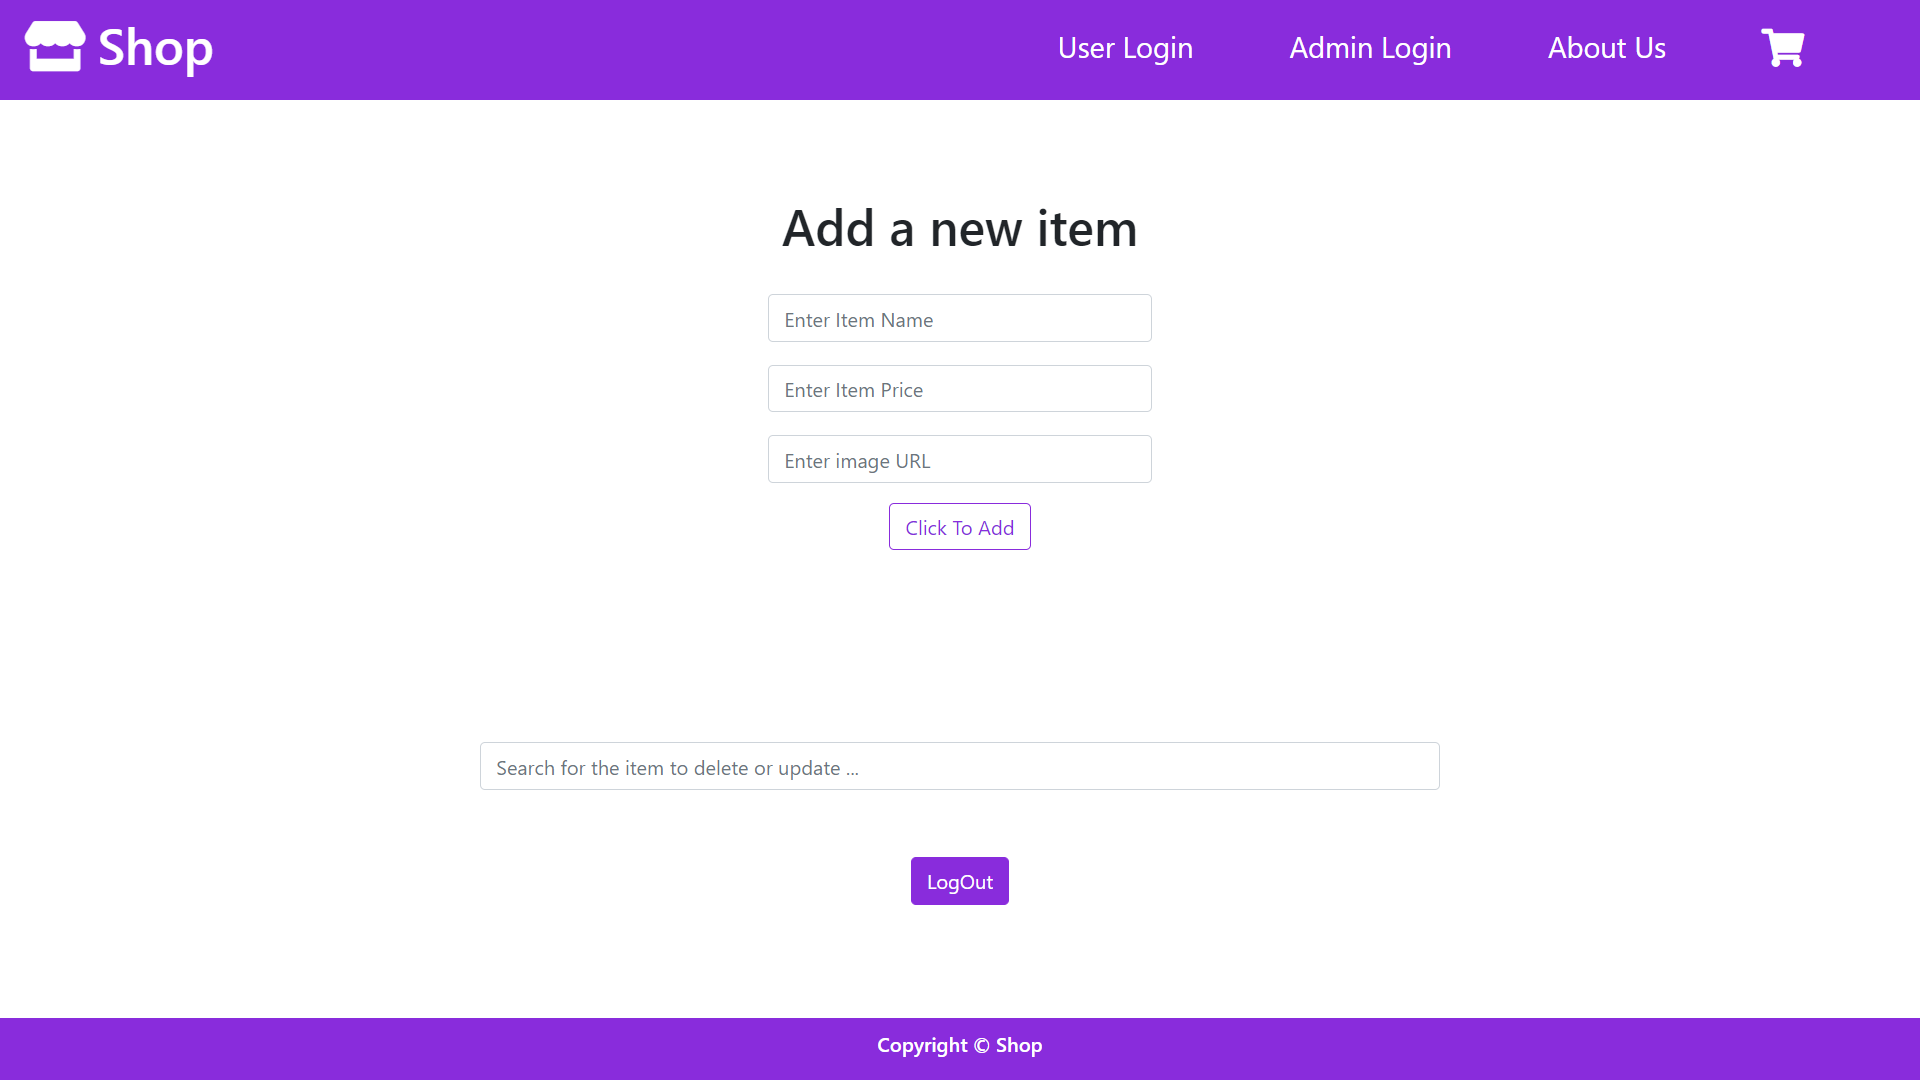 Shop
User Login
Admin Login
About Us
Add a new item
Enter Item Name
Enter Item Price
Enter image URL
Click To Add
Search for the item to delete or update ...
LogOut
Copyright © Shop